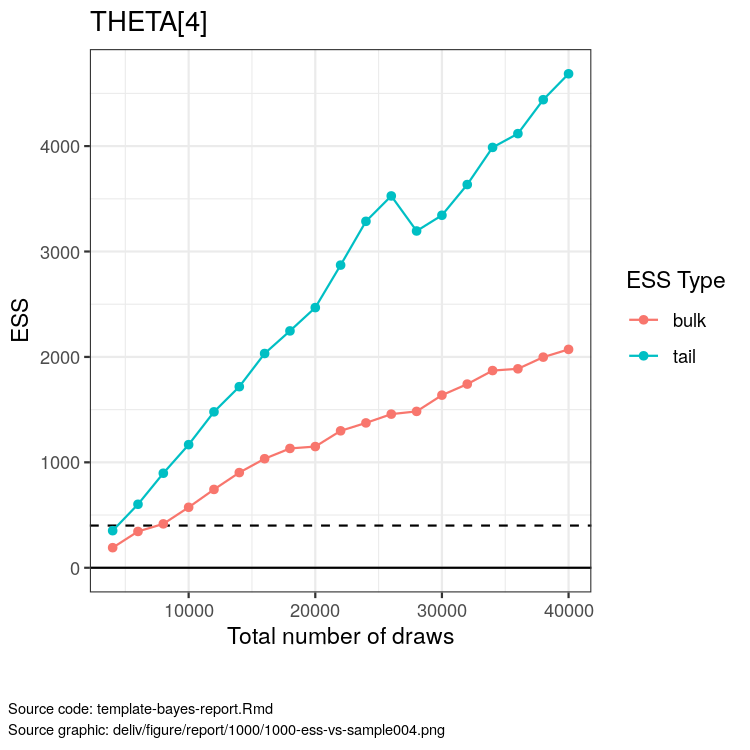 THETA[4]
ESS
4000
3000
2000
1000
0
10000 20000 30000 40000
Total number of draws
ESS Type
bulk
tail
Source code: template-bayes-report.Rmd
Source graphic: deliv/figure/report/1000/1000-ess-vs-sample004.png